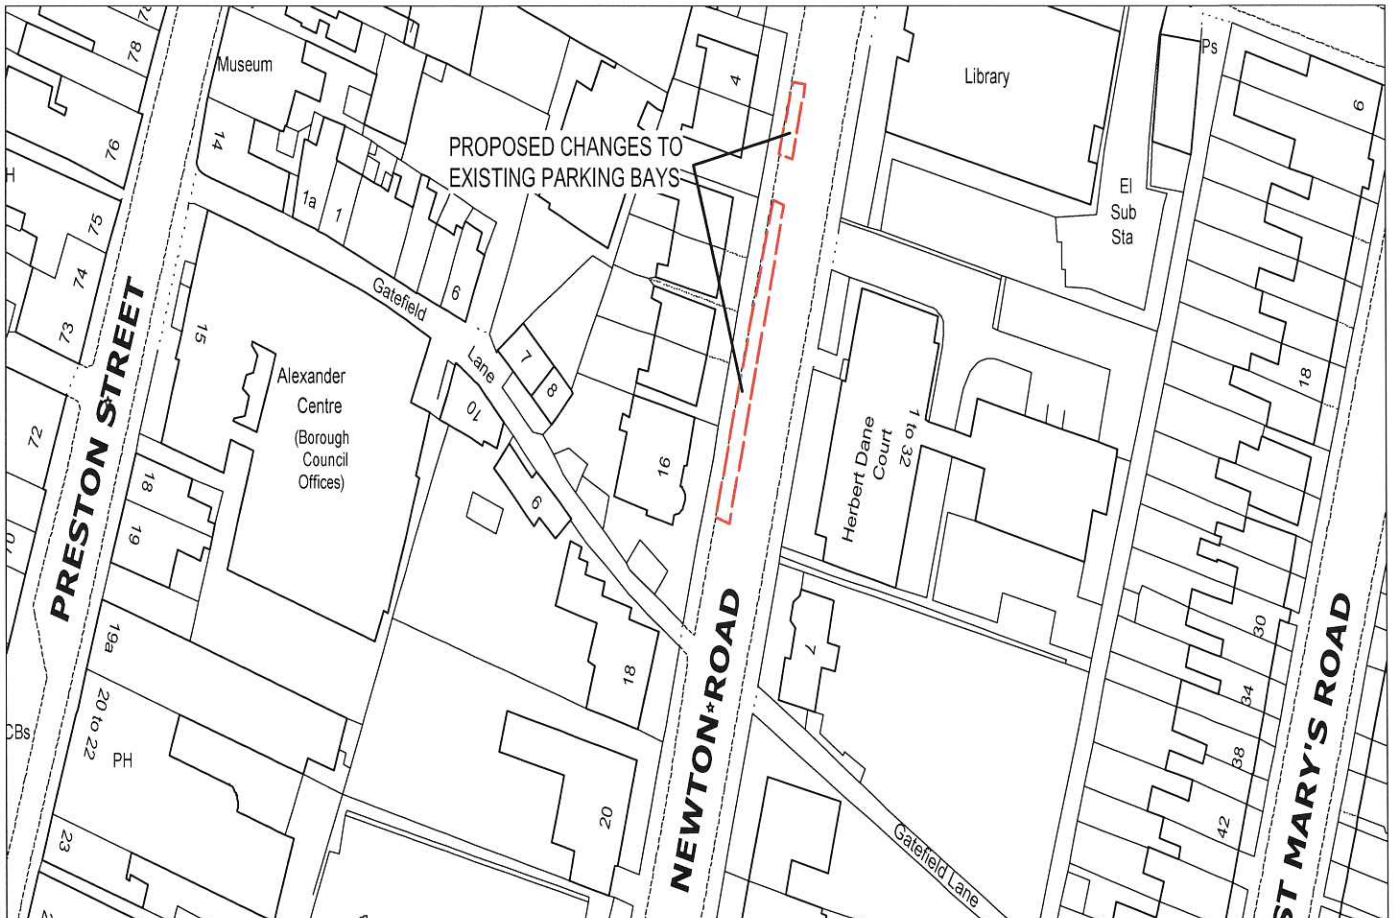 78
Museum
4
Library
Ps
9
76
14
PROPOSED CHANGES TO
EXISTING PARKING BAYS
H
1a
1
El
Sub
Sta
75
74
73
6
Gatefield
Lane
15
7
8
18
PRESTON STREET
Alexander
Centre
(Borough
Council
Offices)
10
72
16
Herbert Dane
Court
1 to 32
18
19
9
70
30
19a
18
7
34
NEWTON ROAD
ST MARY'S ROAD
20 to 22
CBs
PH
38
20
42
23
Gatefield Lane